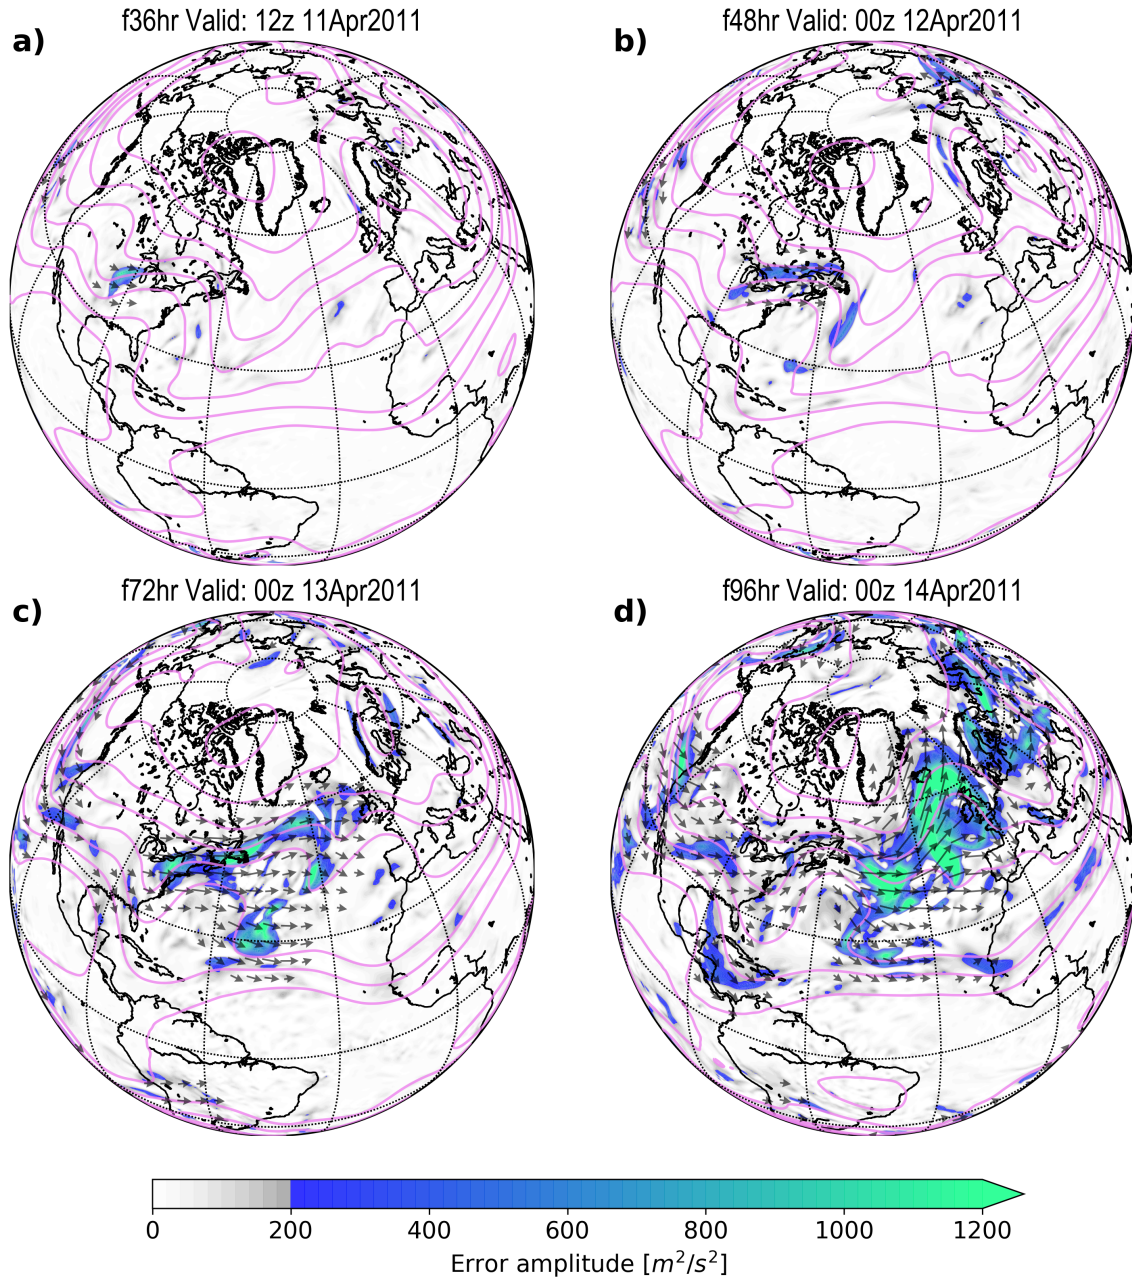 f36hr Valid: 12z 11Apr2011
a)
f48hr Valid: 00z 12Apr2011
b)
f72hr Valid: 00z 13Apr2011
c)
f96hr Valid: 00z 14Apr2011
d)
0 200 400 600 800 1000 1200
Error amplitude [m²/s²]